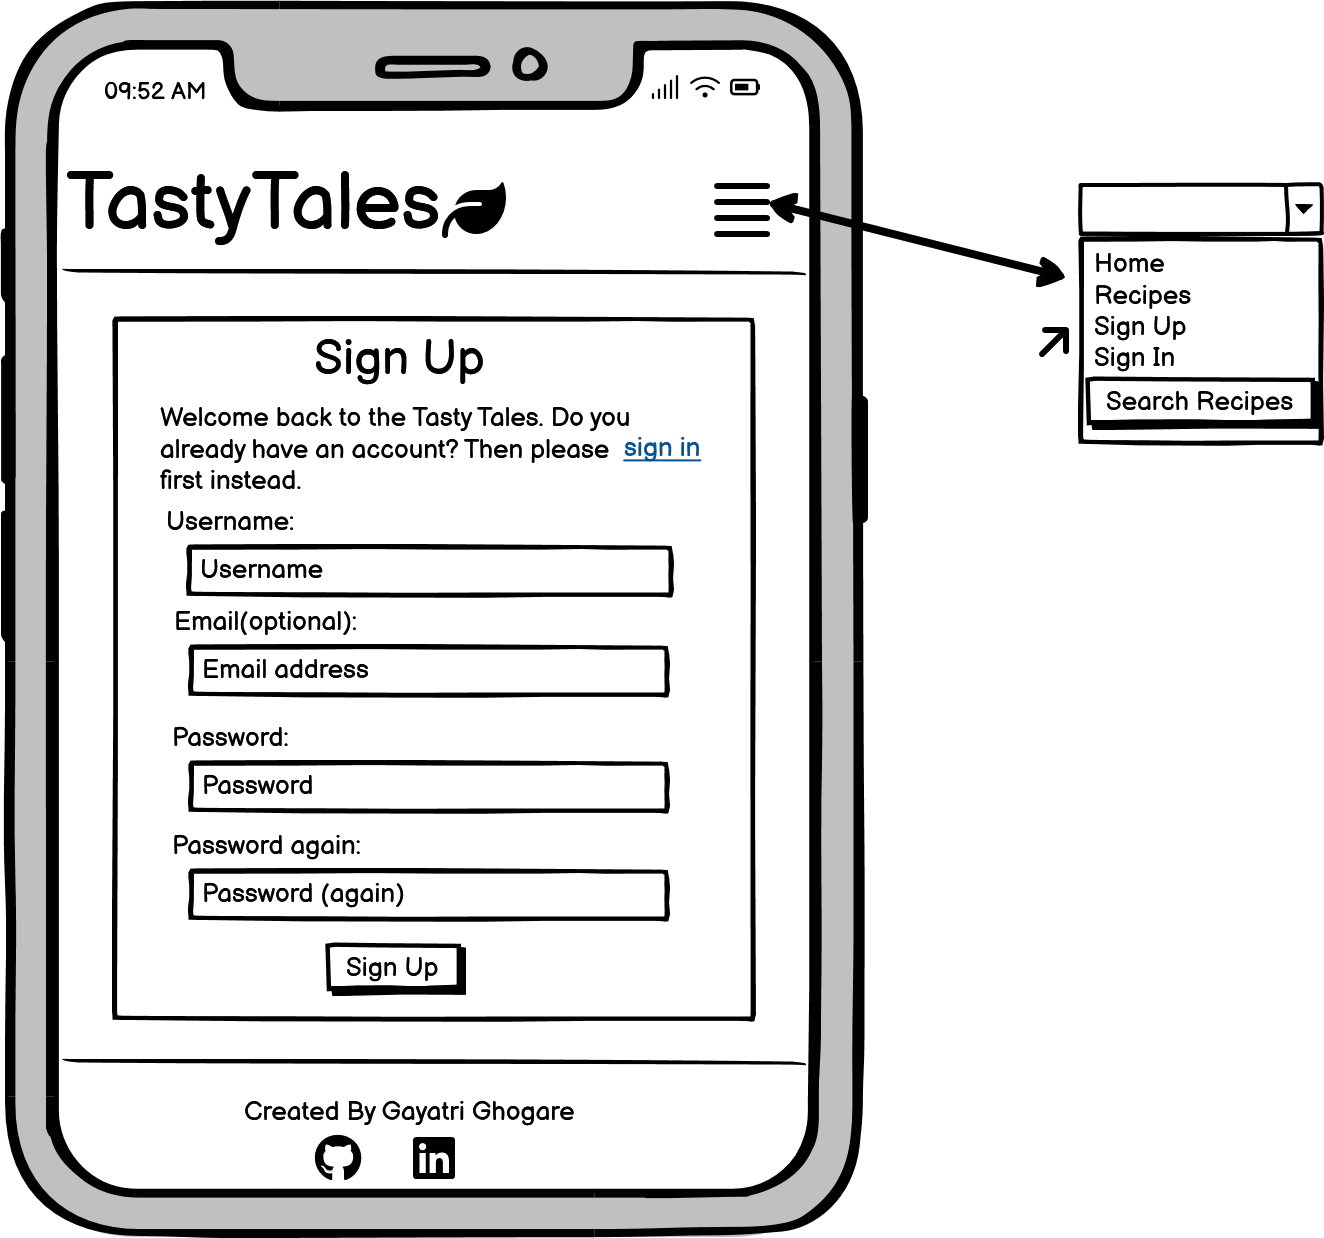 09:52 AM
TastyTales
Home
Recipes
Sign Up
Sign In
Search Recipes
Sign Up
Welcome back to the Tasty Tales. Do you
already have an account? Then please sign in
first instead.
Username:
Username
Email(optional):
Email address
Password:
Password
Password again:
Password (again)
Sign Up
Created By Gayatri Ghogare
in